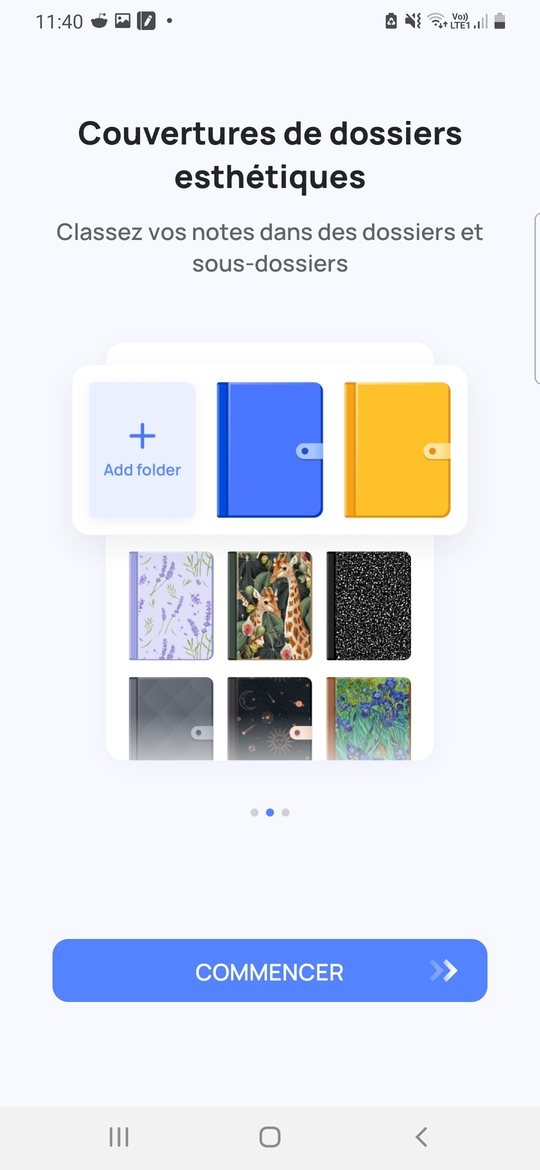 11:40
Vo)) LTE1
Couvertures de dossiers
esthétiques
Classez vos notes dans des dossiers et
sous-dossiers
Add folder
COMMENCER